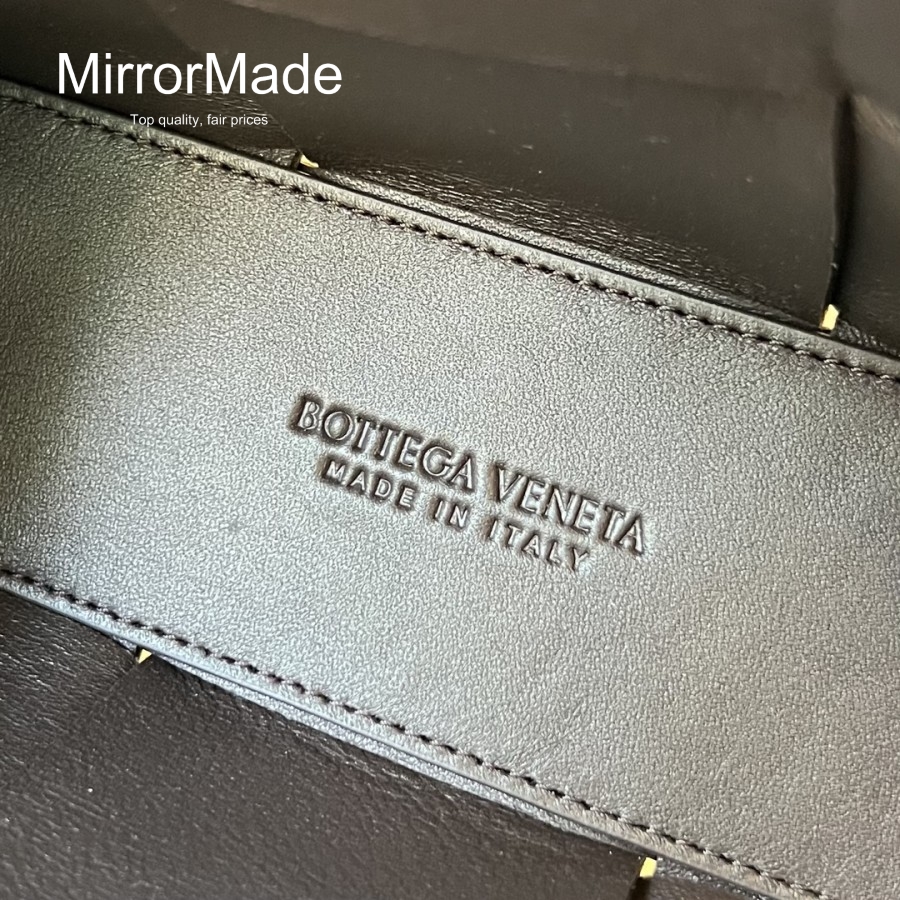 MirrorMade
Top quality, fair prices
BOTTEGA VENETA
MADE IN ITALY